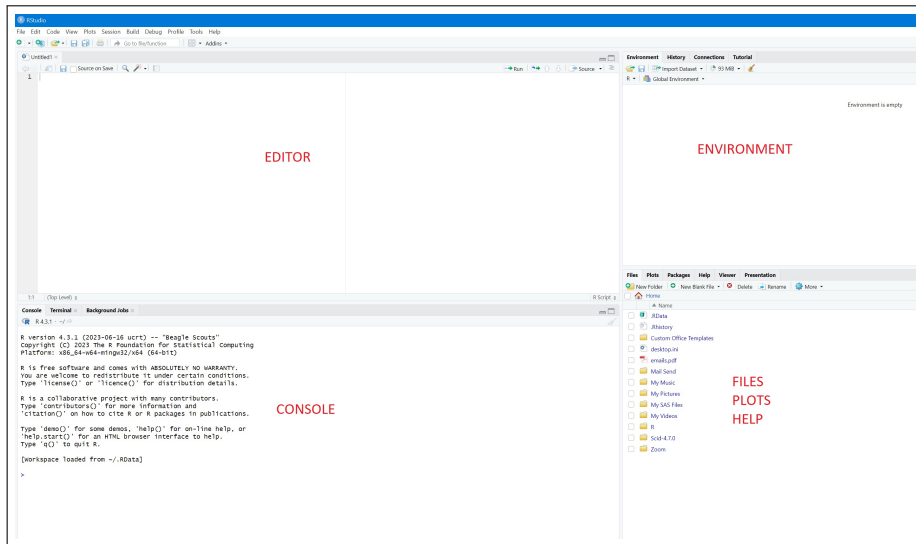 RStudio
File Edit Code View Plots Session Build Debug Profile Tools Help
Go to file/function Addins
Untitled1
Source on Save Run Source
1
EDITOR
1:1 (Top Level) R Script
Console Terminal Background Jobs
R 4.3.1 · ~/
R version 4.3.1 (2023-06-16 ucrt) -- "Beagle Scouts"
Copyright (C) 2023 The R Foundation for Statistical Computing
Platform: x86_64-w64-mingw32/x64 (64-bit)
R is free software and comes with ABSOLUTELY NO WARRANTY.
You are welcome to redistribute it under certain conditions.
Type 'license()' or 'licence()' for distribution details.
R is a collaborative project with many contributors.
Type 'contributors()' for more information and
'citation()' on how to cite R or R packages in publications.
Type 'demo()' for some demos, 'help()' for on-line help, or
'help.start()' for an HTML browser interface to help.
Type 'q()' to quit R.
[Workspace loaded from ~/.RData]
>
CONSOLE
Environment History Connections Tutorial
Import Dataset 93 MiB
R Global Environment
Environment is empty
ENVIRONMENT
Files Plots Packages Help Viewer Presentation
New Folder New Blank File Delete Rename More
Home
Name
.RData
.Rhistory
Custom Office Templates
desktop.ini
emails.pdf
Mail Send
My Music
My Pictures
My SAS Files
My Videos
R
Scid-4.7.0
Zoom
FILES
PLOTS
HELP